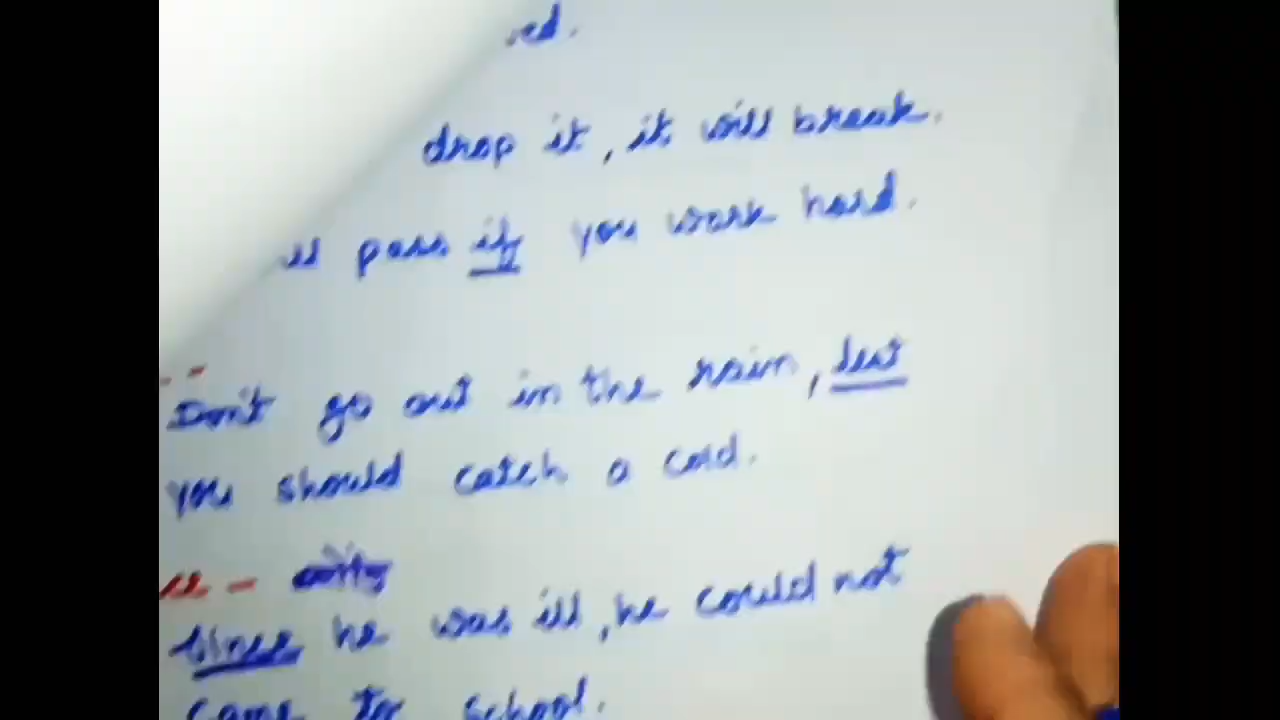 drop it, it will break.
pass if you work hard.
Don't go out in the rain, lest
you should catch a cold.
Since he was ill, he could not
come to school.